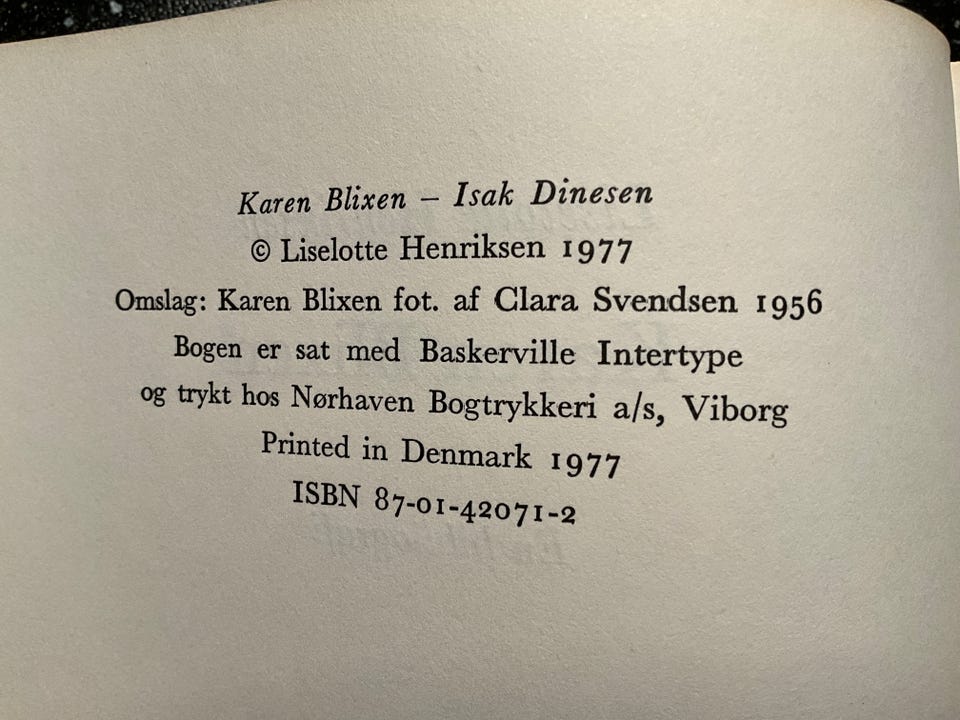 Karen Blixen – Isak Dinesen
© Liselotte Henriksen 1977
Omslag: Karen Blixen fot. af Clara Svendsen 1956
Bogen er sat med Baskerville Intertype
og trykt hos Nørhaven Bogtrykkeri a/s, Viborg
Printed in Denmark 1977
ISBN 87-01-42071-2